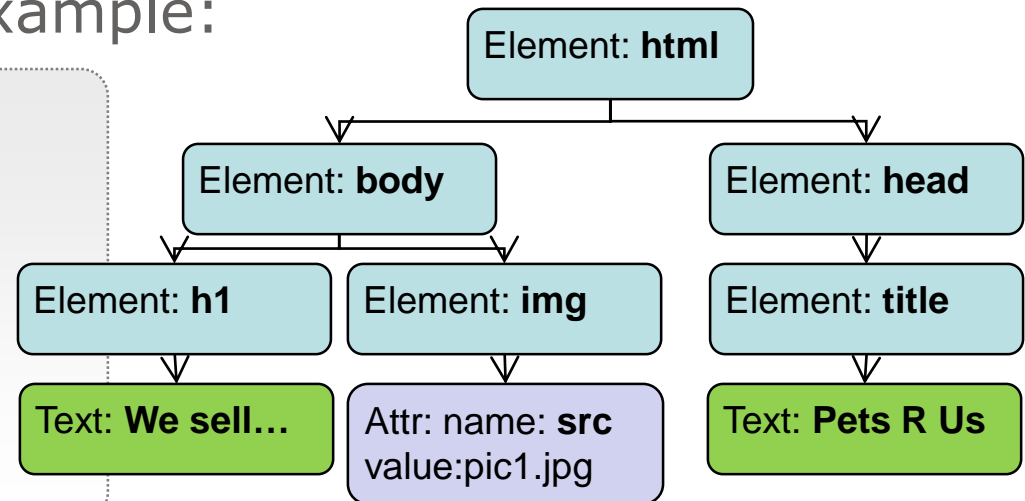 xample:
Element: html
Element: body
Element: head
Element: h1
Element: img
Element: title
Text: We sell…
Attr: name: src
value:pic1.jpg
Text: Pets R Us